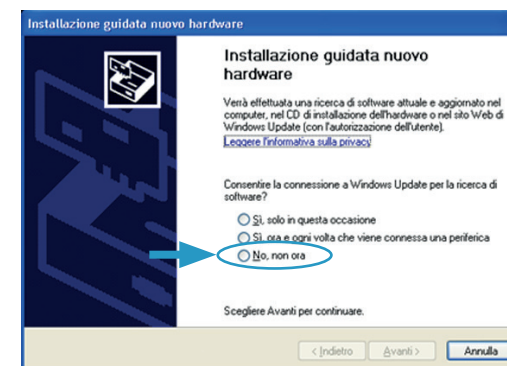 Installazione guidata nuovo hardware
Installazione guidata nuovo
hardware
Verrà effettuata una ricerca di software attuale e aggiornato nel
computer, nel CD di installazione dell'hardware o nel sito Web di
Windows Update (con l'autorizzazione dell'utente).
Leggere l'informativa sulla privacy
Consentire la connessione a Windows Update per la ricerca di
software?
Sì, solo in questa occasione
Sì, ora e ogni volta che viene connessa una periferica
No, non ora
Scegliere Avanti per continuare.
< Indietro Avanti > Annulla